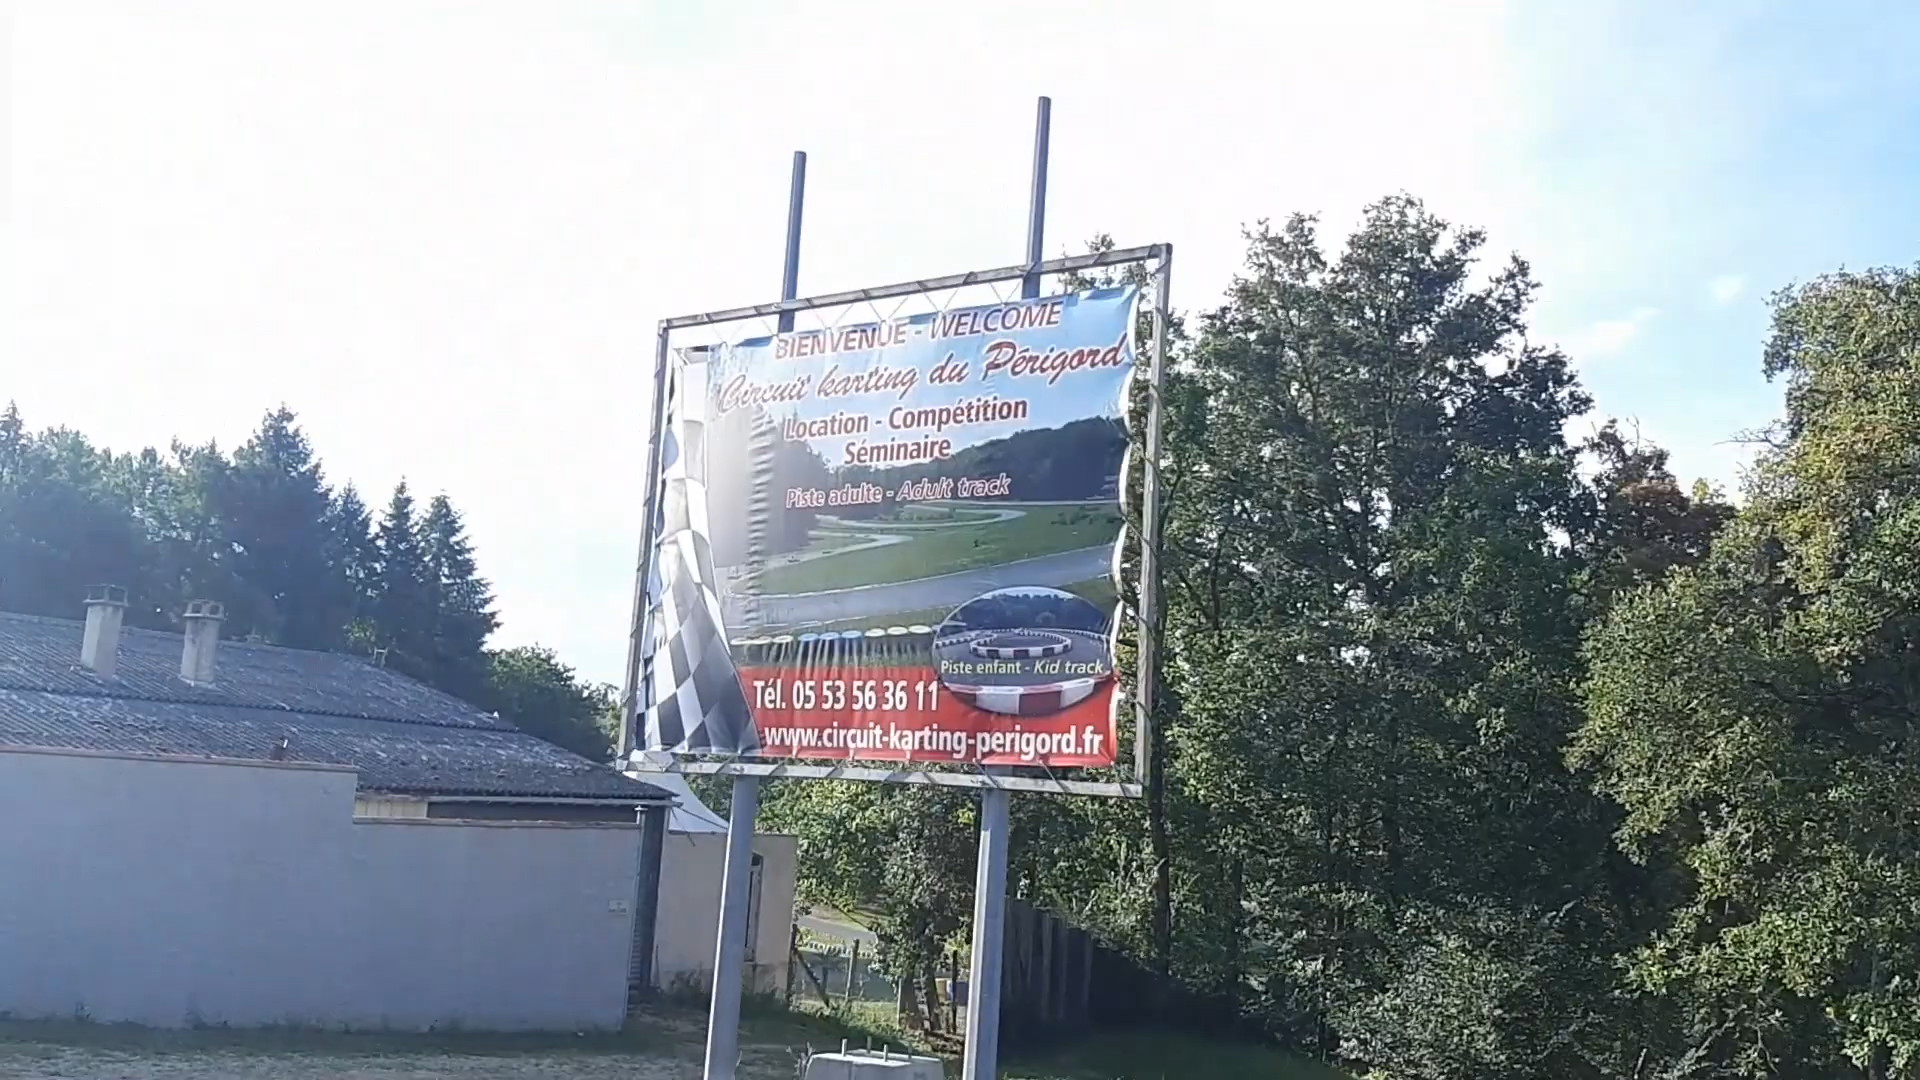 BIENVENUE - WELCOME
Circuit karting du Périgord
Location - Compétition
Séminaire
Piste adulte - Adult track
Piste enfant - Kid track
Tél. 05 53 56 36 11
www.circuit-karting-perigord.fr